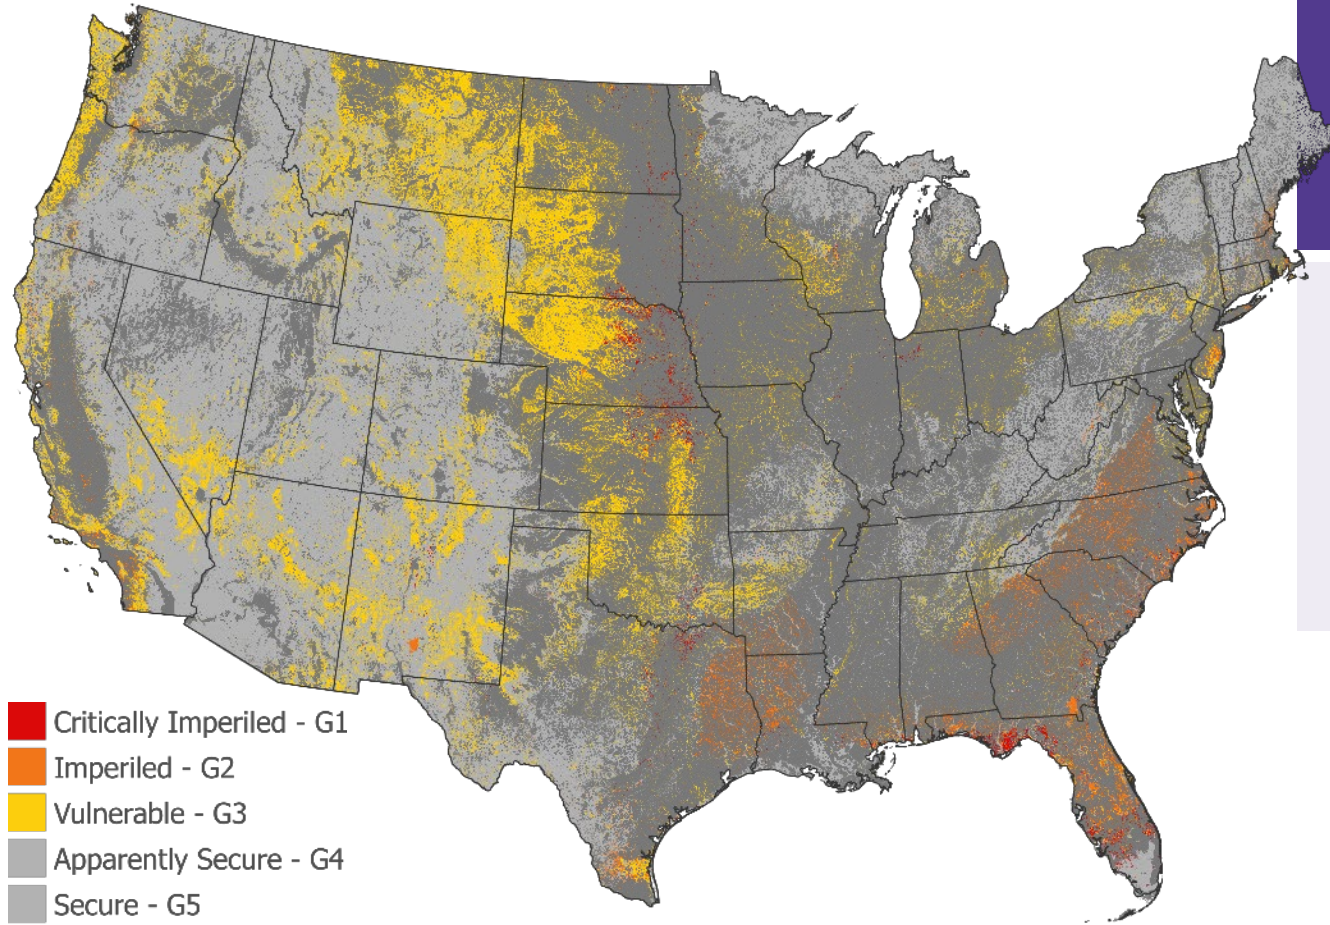 Critically Imperiled - G1
Imperiled - G2
Vulnerable - G3
Apparently Secure - G4
Secure - G5